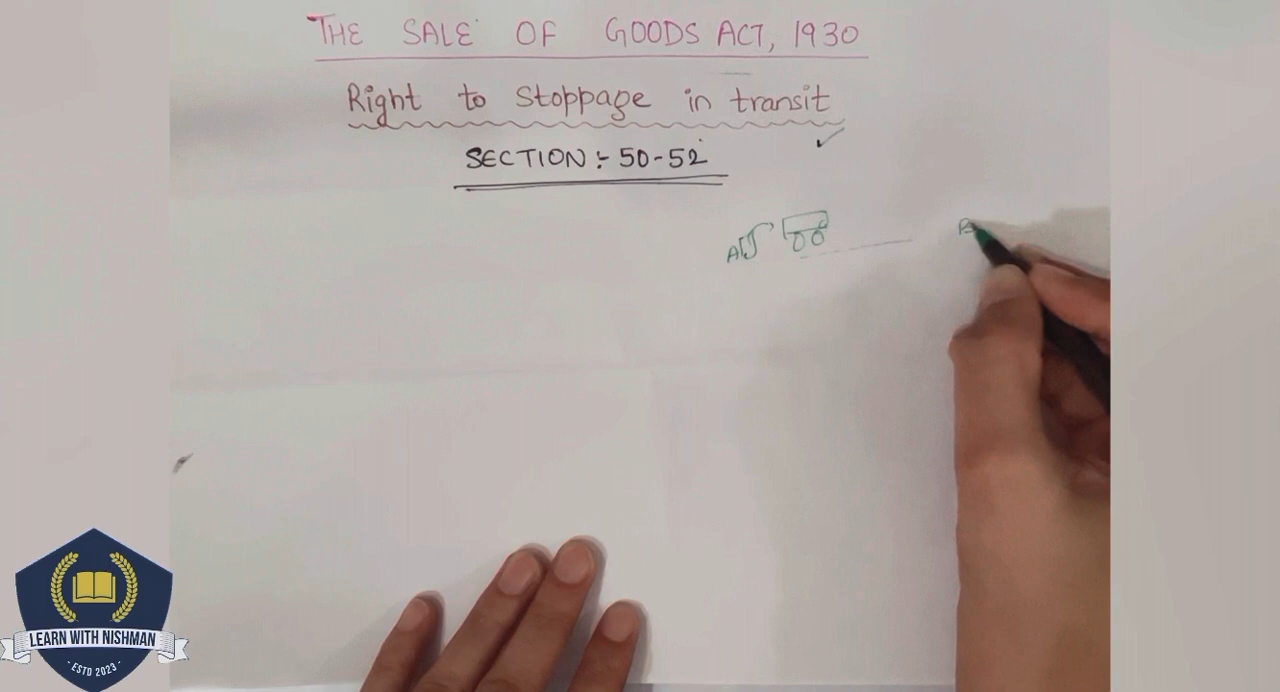 THE SALE OF GOODS ACT, 1930
Right to Stoppage in transit
SECTION :- 50-52
A
B
LEARN WITH NISHMAN
· ESTD 2023 ·